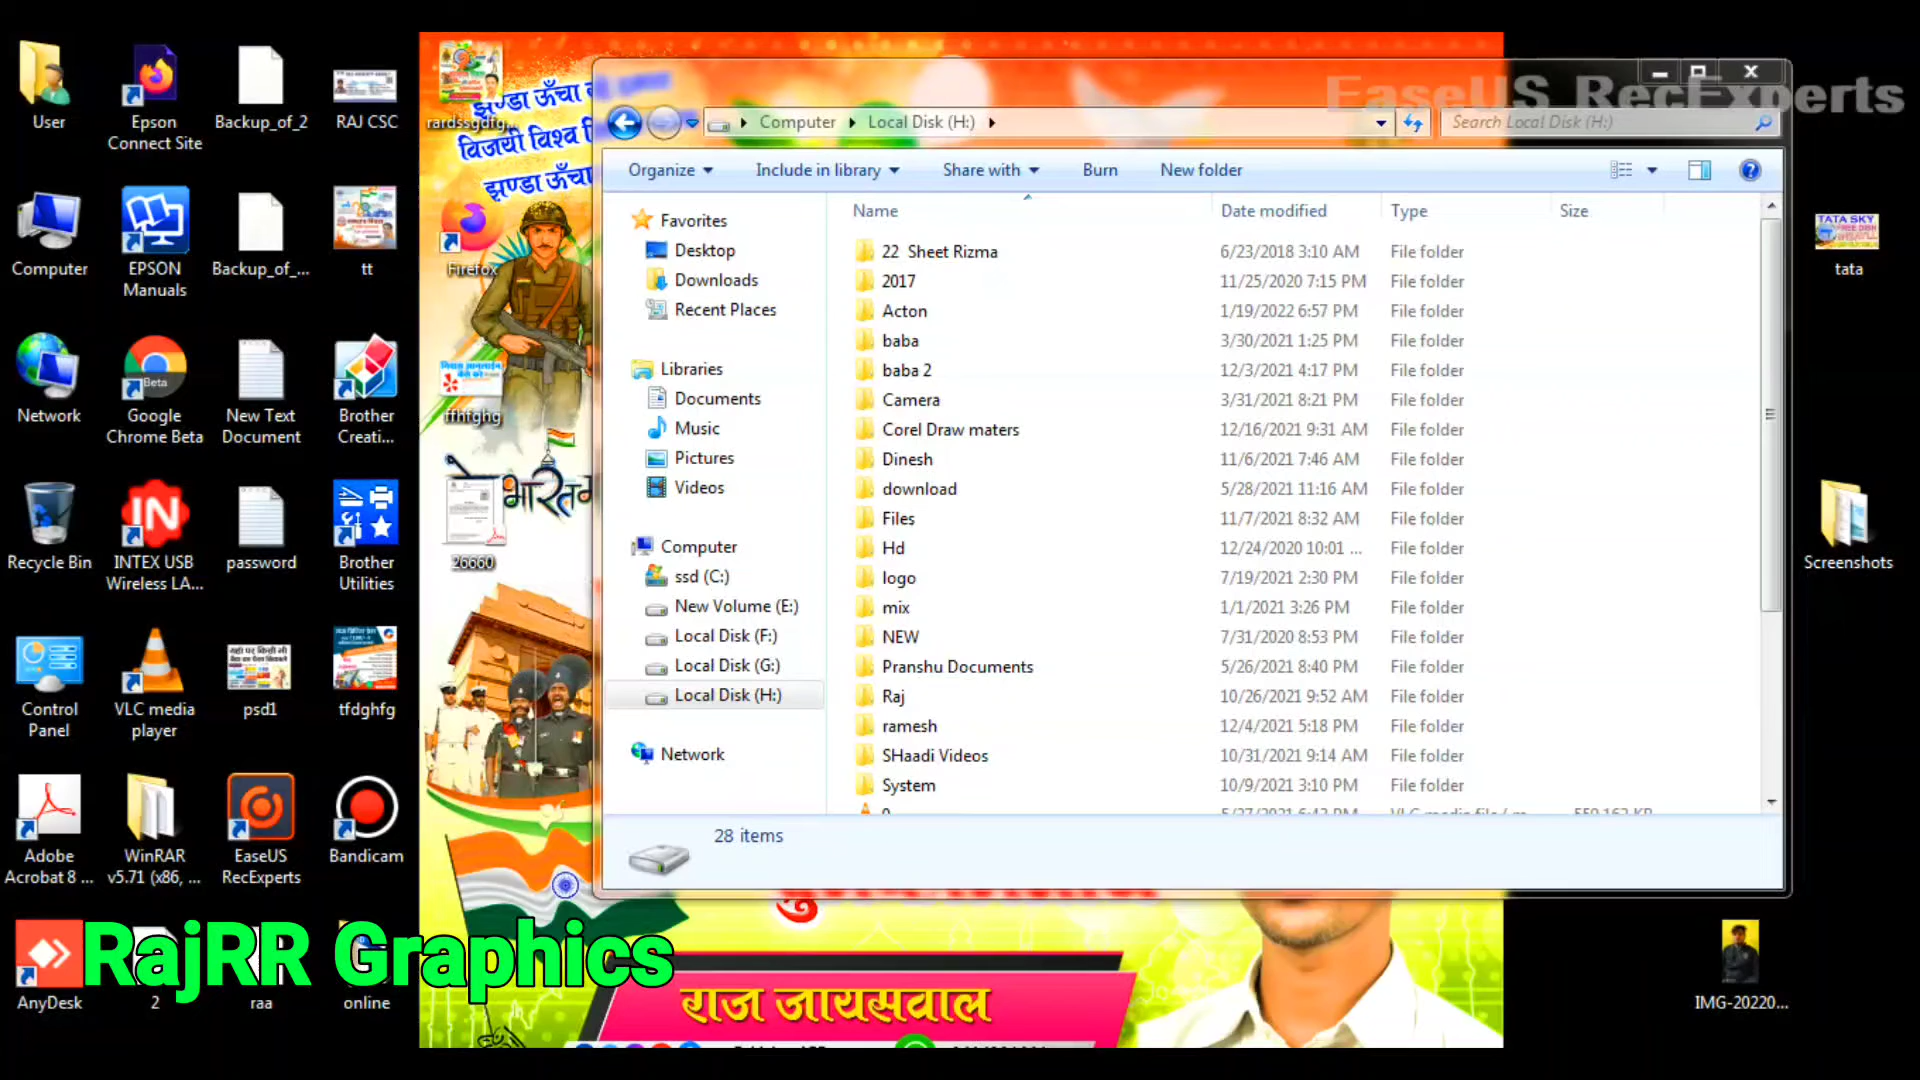 User
Epson
Connect Site
Backup_of_2
RAJ CSC
Computer
EPSON
Manuals
Backup_of_...
tt
Network
Beta
Google
Chrome Beta
New Text
Document
Brother
Creati...
Recycle Bin
IN
INTEX USB
Wireless LA...
password
Brother
Utilities
Control
Panel
VLC media
player
psd1
tfdghfg
Adobe
Acrobat 8 ...
WinRAR
v5.71 (x86, ...
EaseUS
RecExperts
Bandicam
AnyDesk
2
raa
online
RajRR Graphics
rardssgdfg...
झण्डा ऊँचा
विजयी विश्व
झण्डा ऊँचा
Firefox
ffhfghg
26660
EaseUS RecExperts
Computer
Local Disk (H:)
Search Local Disk (H:)
Organize
Include in library
Share with
Burn
New folder
Favorites
Desktop
Downloads
Recent Places
Libraries
Documents
Music
Pictures
Videos
Computer
ssd (C:)
New Volume (E:)
Local Disk (F:)
Local Disk (G:)
Local Disk (H:)
Network
Name Date modified Type Size
22 Sheet Rizma 6/23/2018 3:10 AM File folder
2017 11/25/2020 7:15 PM File folder
Acton 1/19/2022 6:57 PM File folder
baba 3/30/2021 1:25 PM File folder
baba 2 12/3/2021 4:17 PM File folder
Camera 3/31/2021 8:21 PM File folder
Corel Draw maters 12/16/2021 9:31 AM File folder
Dinesh 11/6/2021 7:46 AM File folder
download 5/28/2021 11:16 AM File folder
Files 11/7/2021 8:32 AM File folder
Hd 12/24/2020 10:01 ... File folder
logo 7/19/2021 2:30 PM File folder
mix 1/1/2021 3:26 PM File folder
NEW 7/31/2020 8:53 PM File folder
Pranshu Documents 5/26/2021 8:40 PM File folder
Raj 10/26/2021 9:52 AM File folder
ramesh 12/4/2021 5:18 PM File folder
SHaadi Videos 10/31/2021 9:14 AM File folder
System 10/9/2021 3:10 PM File folder
28 items
राज जायसवाल
TATA SKY
tata
Screenshots
IMG-20220...